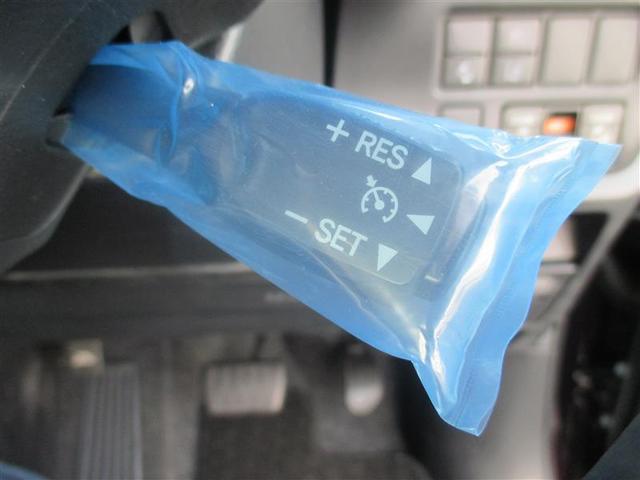 + RES ▲
◄
− SET ▼